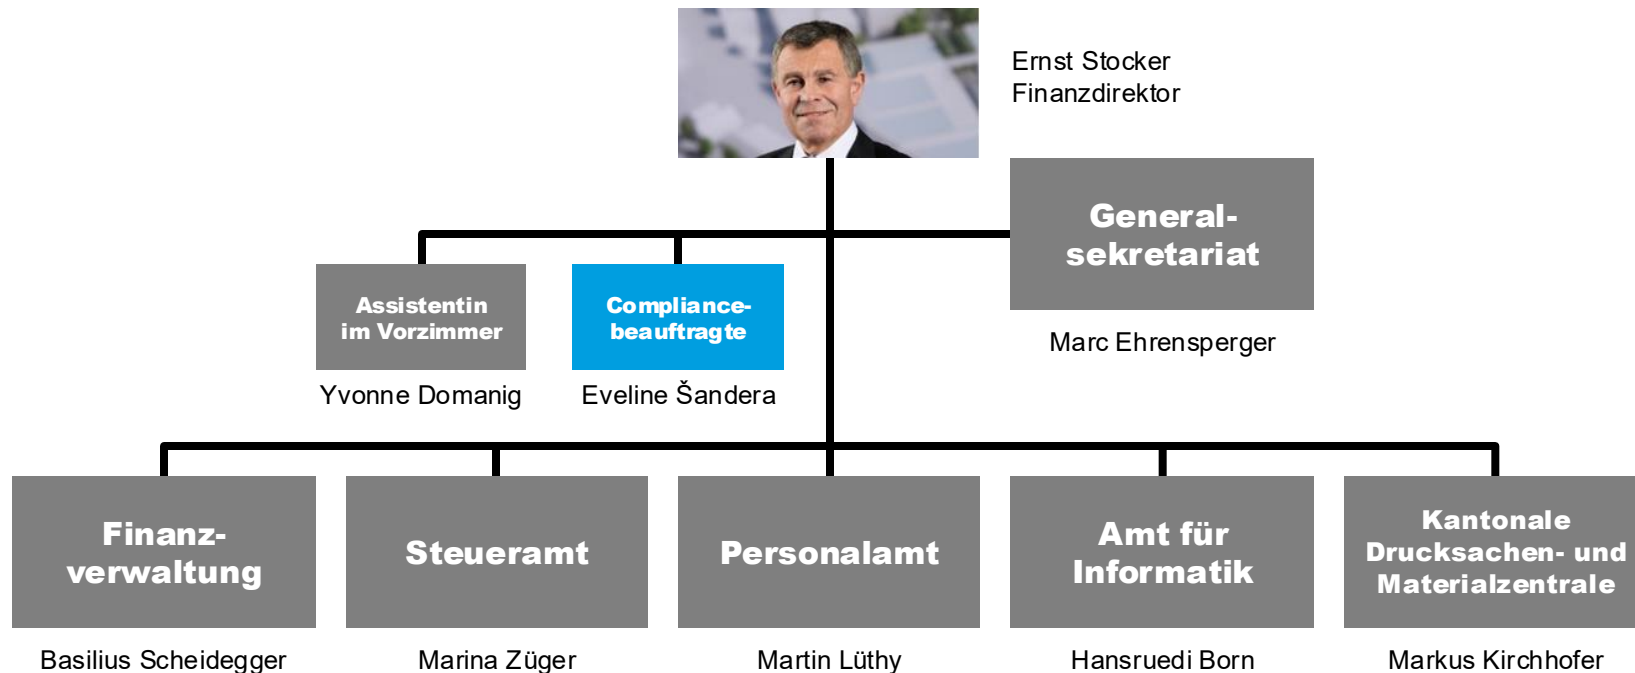 Ernst Stocker
Finanzdirektor
General-
sekretariat
Marc Ehrensperger
Assistentin
im Vorzimmer
Yvonne Domanig
Compliance-
beauftragte
Eveline Šandera
Finanz-
verwaltung
Basilius Scheidegger
Steueramt
Marina Züger
Personalamt
Martin Lüthy
Amt für
Informatik
Hansruedi Born
Kantonale
Drucksachen- und
Materialzentrale
Markus Kirchhofer